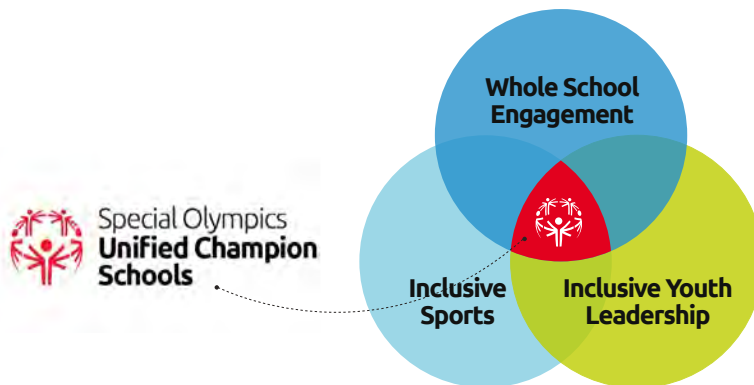 Whole School
Engagement
Special Olympics
Unified Champion
Schools
Inclusive
Sports
Inclusive Youth
Leadership